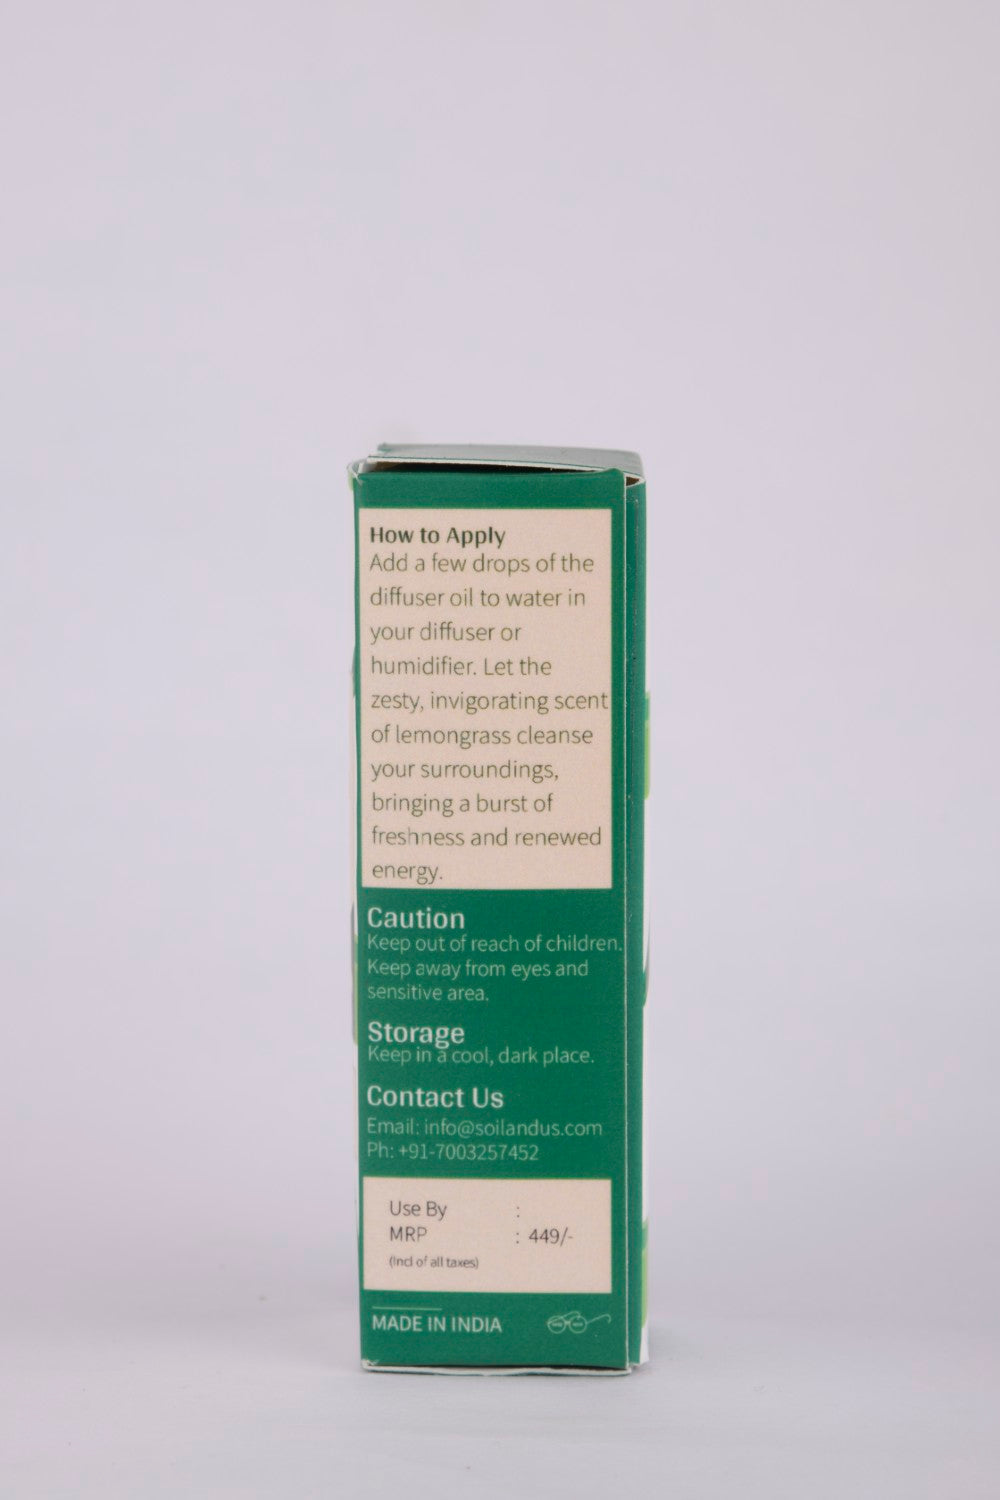 How to Apply
Add a few drops of the
diffuser oil to water in
your diffuser or
humidifier. Let the
zesty, invigorating scent
of lemongrass cleanse
your surroundings,
bringing a burst of
freshness and renewed
energy.
Caution
Keep out of reach of children.
Keep away from eyes and
sensitive area.
Storage
Keep in a cool, dark place.
Contact Us
Email: info@soilandus.com
Ph: +91-7003257452
Use By :
MRP : 449/-
(Incl of all taxes)
MADE IN INDIA